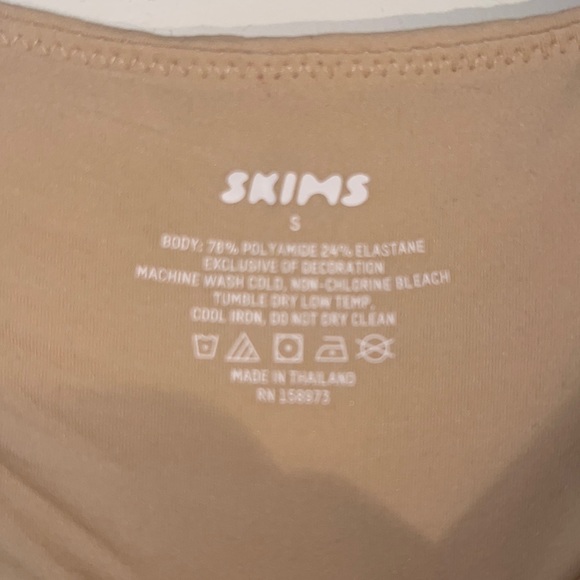 SKIMS
S
BODY: 76% POLYAMIDE 24% ELASTANE
EXCLUSIVE OF DECORATION
MACHINE WASH COLD, NON-CHLORINE BLEACH
TUMBLE DRY LOW TEMP.
COOL IRON, DO NOT DRY CLEAN
MADE IN THAILAND
RN 158973